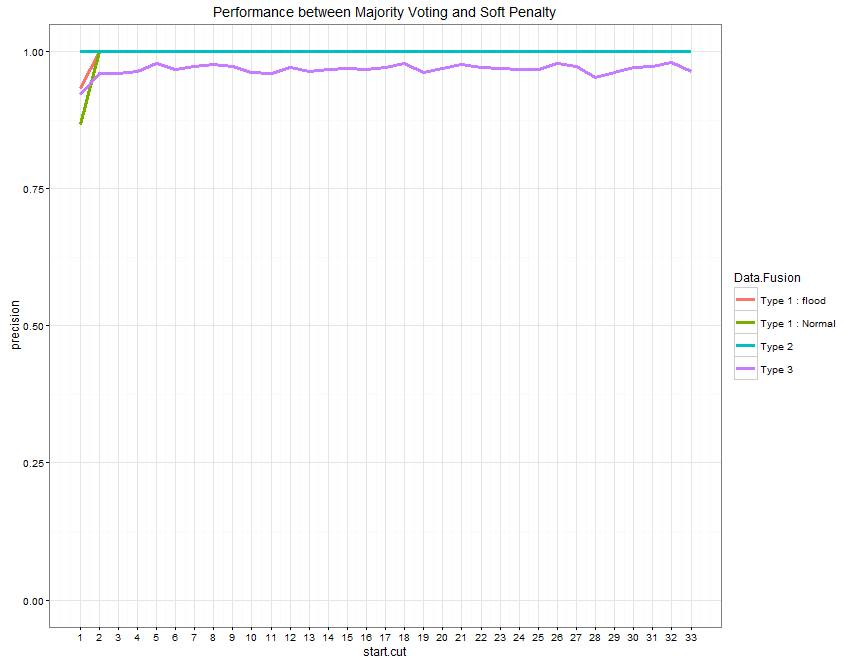 Performance between Majority Voting and Soft Penalty
1.00
0.75
0.50
0.25
0.00
precision
1 2 3 4 5 6 7 8 9 10 11 12 13 14 15 16 17 18 19 20 21 22 23 24 25 26 27 28 29 30 31 32 33
start.cut
Data.Fusion
Type 1 : flood
Type 1 : Normal
Type 2
Type 3